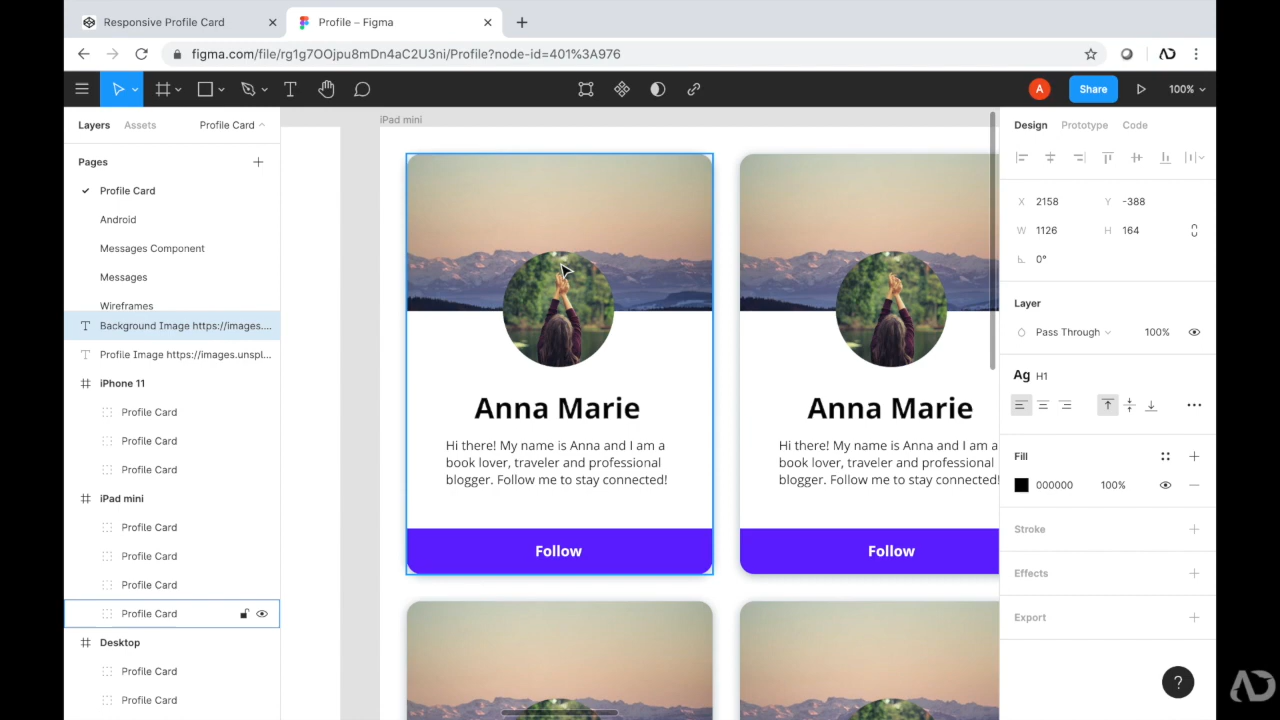 Responsive Profile Card
Profile – Figma
figma.com/file/rg1g7OOjpu8mDn4aC2U3ni/Profile?node-id=401%3A976
A
Share
100%
Layers
Assets
Profile Card
Pages
Profile Card
Android
Messages Component
Messages
Wireframes
Background Image https://images....
Profile Image https://images.unspl...
iPhone 11
Profile Card
Profile Card
Profile Card
iPad mini
Profile Card
Profile Card
Profile Card
Profile Card
Desktop
Profile Card
Profile Card
iPad mini
Anna Marie
Hi there! My name is Anna and I am a
book lover, traveler and professional
blogger. Follow me to stay connected!
Follow
Anna Marie
Hi there! My name is Anna and I am a
book lover, traveler and professional
blogger. Follow me to stay connected!
Follow
Design
Prototype
Code
X 2158 Y -388
W 1126 H 164
0°
Layer
Pass Through 100%
Ag H1
Fill
000000 100%
Stroke
Effects
Export
?
AD